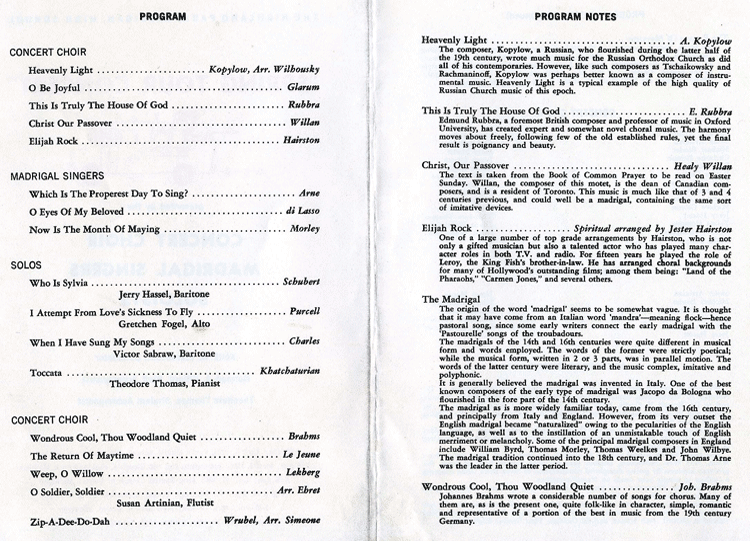 PROGRAM
CONCERT CHOIR
Heavenly Light ........................ Kopylow, Arr. Wilhousky
O Be Joyful ........................ Glarum
This Is Truly The House Of God ........................ Rubbra
Christ Our Passover ........................ Willan
Elijah Rock ........................ Hairston
MADRIGAL SINGERS
Which Is The Properest Day To Sing? ........................ Arne
O Eyes Of My Beloved ........................ di Lasso
Now Is The Month Of Maying ........................ Morley
SOLOS
Who Is Sylvia ........................ Schubert
Jerry Hassel, Baritone
I Attempt From Love's Sickness To Fly ........................ Purcell
Gretchen Fogel, Alto
When I Have Sung My Songs ........................ Charles
Victor Sabraw, Baritone
Toccata ........................ Khatchaturian
Theodore Thomas, Pianist
CONCERT CHOIR
Wondrous Cool, Thou Woodland Quiet ........................ Brahms
The Return Of Maytime ........................ Le Jeune
Weep, O Willow ........................ Lekberg
O Soldier, Soldier ........................ Arr. Ehret
Susan Artinian, Flutist
Zip-A-Dee-Do-Dah ........................ Wrubel, Arr. Simeone
PROGRAM NOTES
Heavenly Light ........................ A. Kopylow
The composer, Kopylow, a Russian, who flourished during the latter half of
the 19th century, wrote much music for the Russian Orthodox Church as did
all of his contemporaries. However, like such composers as Tschaikowsky and
Rachmaninoff, Kopylow was perhaps better known as a composer of instru-
mental music. Heavenly Light is a typical example of the high quality of
Russian Church music of this epoch.
This Is Truly The House Of God ........................ E. Rubbra
Edmund Rubbra, a foremost British composer and professor of music in Oxford
University, has created expert and somewhat novel choral music. The harmony
moves about freely, following few of the old established rules, yet the final
result is poignancy and beauty.
Christ, Our Passover ........................ Healy Willan
The text is taken from the Book of Common Prayer to be read on Easter
Sunday. Willan, the composer of this motet, is the dean of Canadian com-
posers, and is a resident of Toronto. This music is much like that of 3 and 4
centuries previous, and could well be a madrigal, containing the same sort
of imitative devices.
Elijah Rock ........................ Spiritual arranged by Jester Hairston
One of a large number of top grade arrangements by Hairston, who is not
only a gifted musician but also a talented actor who has played many char-
acter roles in both T.V. and radio. For fifteen years he played the role of
Leroy, the King Fish's brother-in-law. He has arranged choral backgrounds
for many of Hollywood's outstanding films; among them being: "Land of the
Pharaohs," "Carmen Jones," and several others.
The Madrigal
The origin of the word 'madrigal' seems to be somewhat vague. It is thought
that it may have come from an Italian word 'mandra'—meaning flock—hence
pastoral song, since some early writers connect the early madrigal with the
'Pastourelle' songs of the troubadours.
The madrigals of the 14th and 16th centuries were quite different in musical
form and words employed. The words of the former were strictly poetical;
while the musical form, written in 2 or 3 parts, was in parallel motion. The
words of the latter century were literary, and the music complex, imitative and
polyphonic.
It is generally believed the madrigal was invented in Italy. One of the best
known composers of the early type of madrigal was Jacopo da Bologna who
flourished in the fore part of the 14th century.
The madrigal as is more widely familiar today, came from the 16th century,
and principally from Italy and England. However, from its very outset the
English madrigal became "naturalized" owing to the pecularities of the English
language, as well as to the instillation of an unmistakable touch of English
merriment or melancholy. Some of the principal madrigal composers in England
include William Byrd, Thomas Morley, Thomas Weelkes and John Wilbye.
The madrigal tradition continued into the 18th century, and Dr. Thomas Arne
was the leader in the latter period.
Wondrous Cool, Thou Woodland Quiet ........................ Joh. Brahms
Johannes Brahms wrote a considerable number of songs for chorus. Many of
them are, as is the present one, quite folk-like in character, simple, romantic
and representative of a portion of the best in music from the 19th century
Germany.